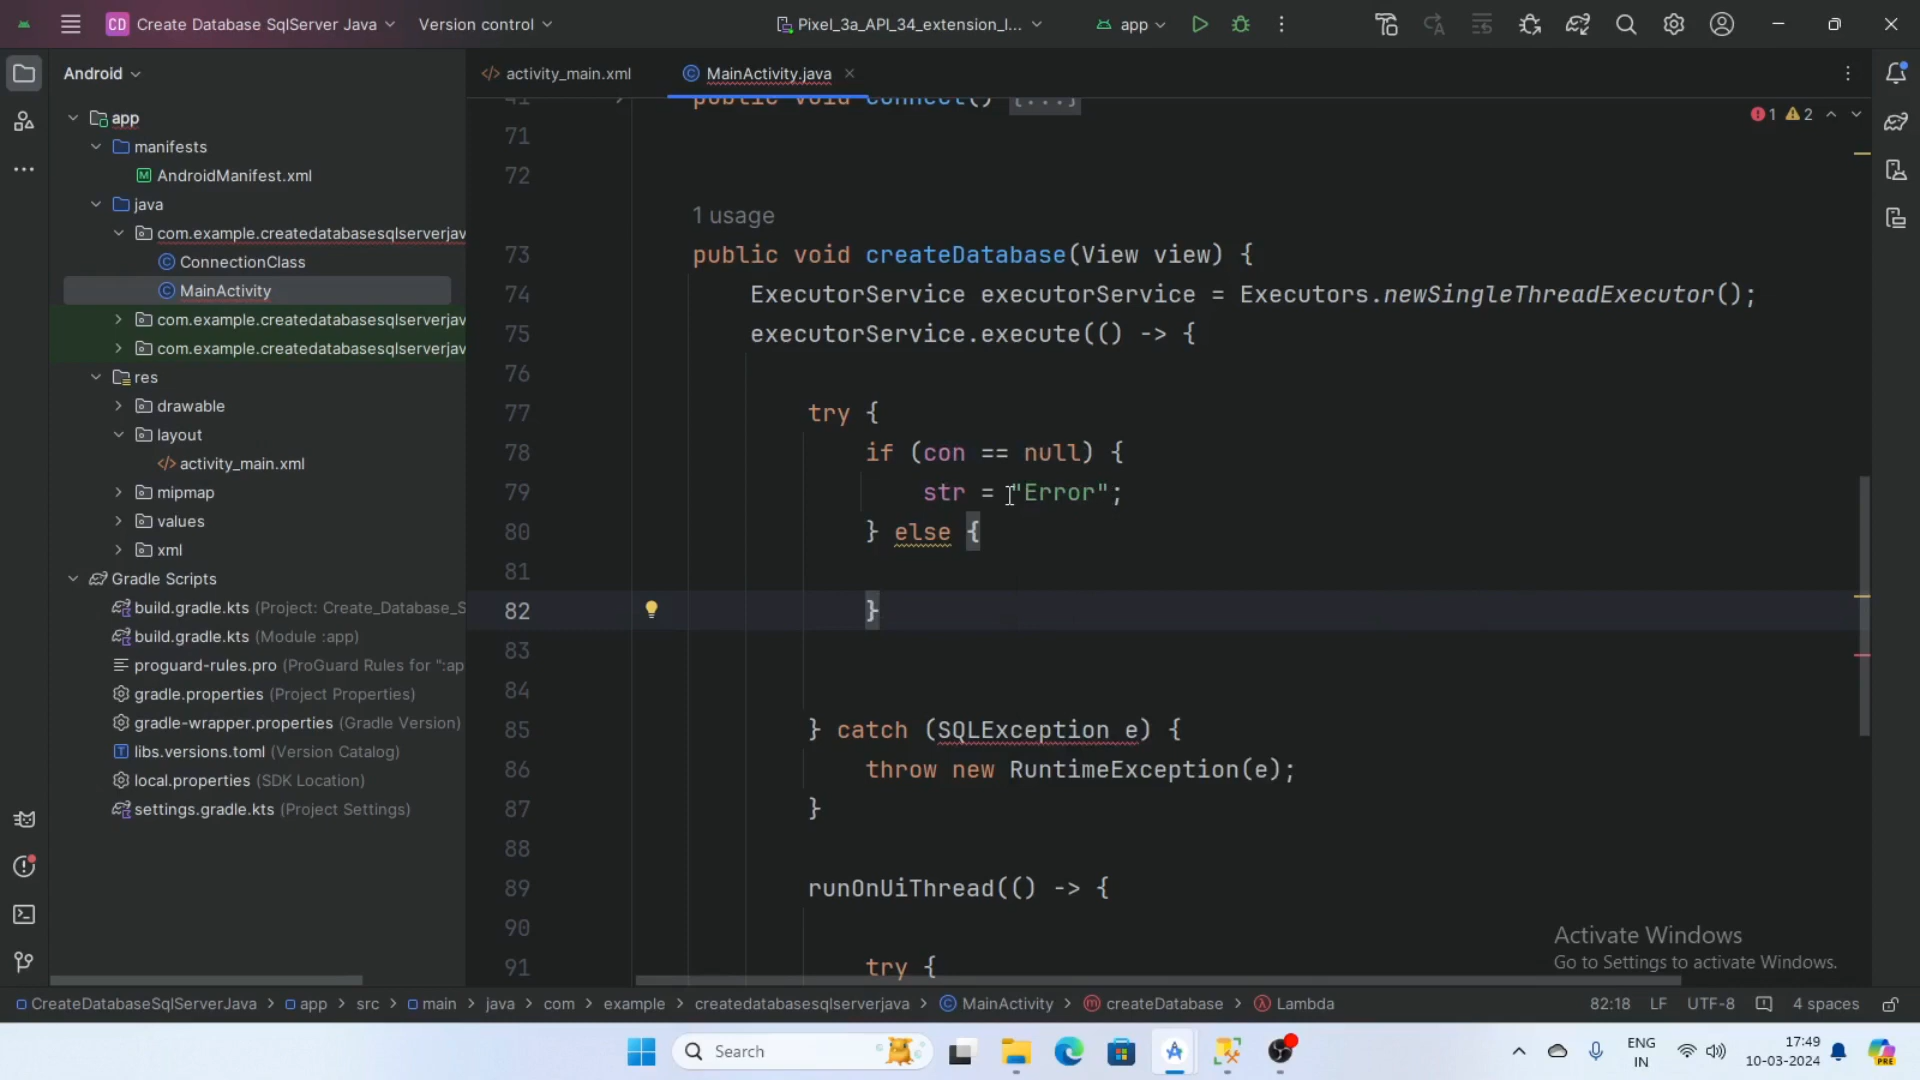 CD Create Database SqlServer Java Version control Pixel_3a_API_34_extension_l... app
Android
activity_main.xml MainActivity.java
app
manifests
AndroidManifest.xml
java
com.example.createdatabasesqlserverjav
ConnectionClass
MainActivity
com.example.createdatabasesqlserverjav
com.example.createdatabasesqlserverjav
res
drawable
layout
activity_main.xml
mipmap
values
xml
Gradle Scripts
build.gradle.kts (Project: Create_Database_S
build.gradle.kts (Module :app)
proguard-rules.pro (ProGuard Rules for ":ap
gradle.properties (Project Properties)
gradle-wrapper.properties (Gradle Version)
libs.versions.toml (Version Catalog)
local.properties (SDK Location)
settings.gradle.kts (Project Settings)
41 public void connect() {...}
1 2
71
72
1 usage
73 public void createDatabase(View view) {
74 ExecutorService executorService = Executors.newSingleThreadExecutor();
75 executorService.execute(() -> {
76
77 try {
78 if (con == null) {
79 str = "Error";
80 } else {
81
82 }
83
84
85 } catch (SQLException e) {
86 throw new RuntimeException(e);
87 }
88
89 runOnUiThread(() -> {
90
91 try {
Activate Windows
Go to Settings to activate Windows.
CreateDatabaseSqlServerJava > app > src > main > java > com > example > createdatabasesqlserverjava > MainActivity > createDatabase > Lambda 82:18 LF UTF-8 4 spaces
Search
ENG
IN
17:49
10-03-2024
PRE